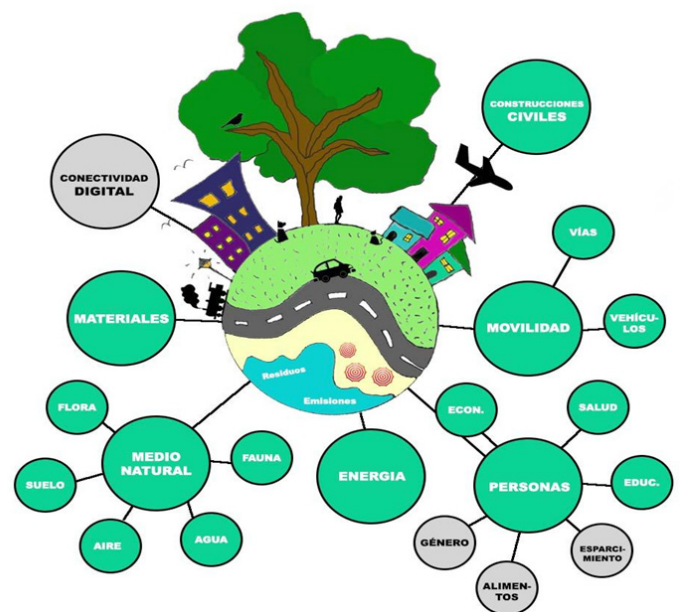 CONSTRUCCIONES
CIVILES
CONECTIVIDAD
DIGITAL
VÍAS
MATERIALES
MOVILIDAD
VEHÍCU-
LOS
Residuos
Emisiones
FLORA
ECON.
SALUD
MEDIO
NATURAL
FAUNA
ENERGIA
SUELO
PERSONAS
EDUC.
AIRE
AGUA
GÉNERO
ESPARCI-
MIENTO
ALIMEN-
TOS